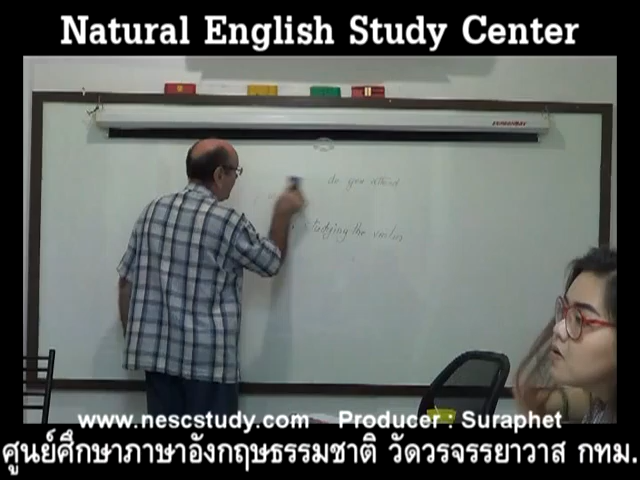 Natural English Study Center
do you attend
studying the
www.nescstudy.com Producer : Suraphet
ศูนย์ศึกษาภาษาอังกฤษธรรมชาติ วัดวรจรรยาวาส กทม.